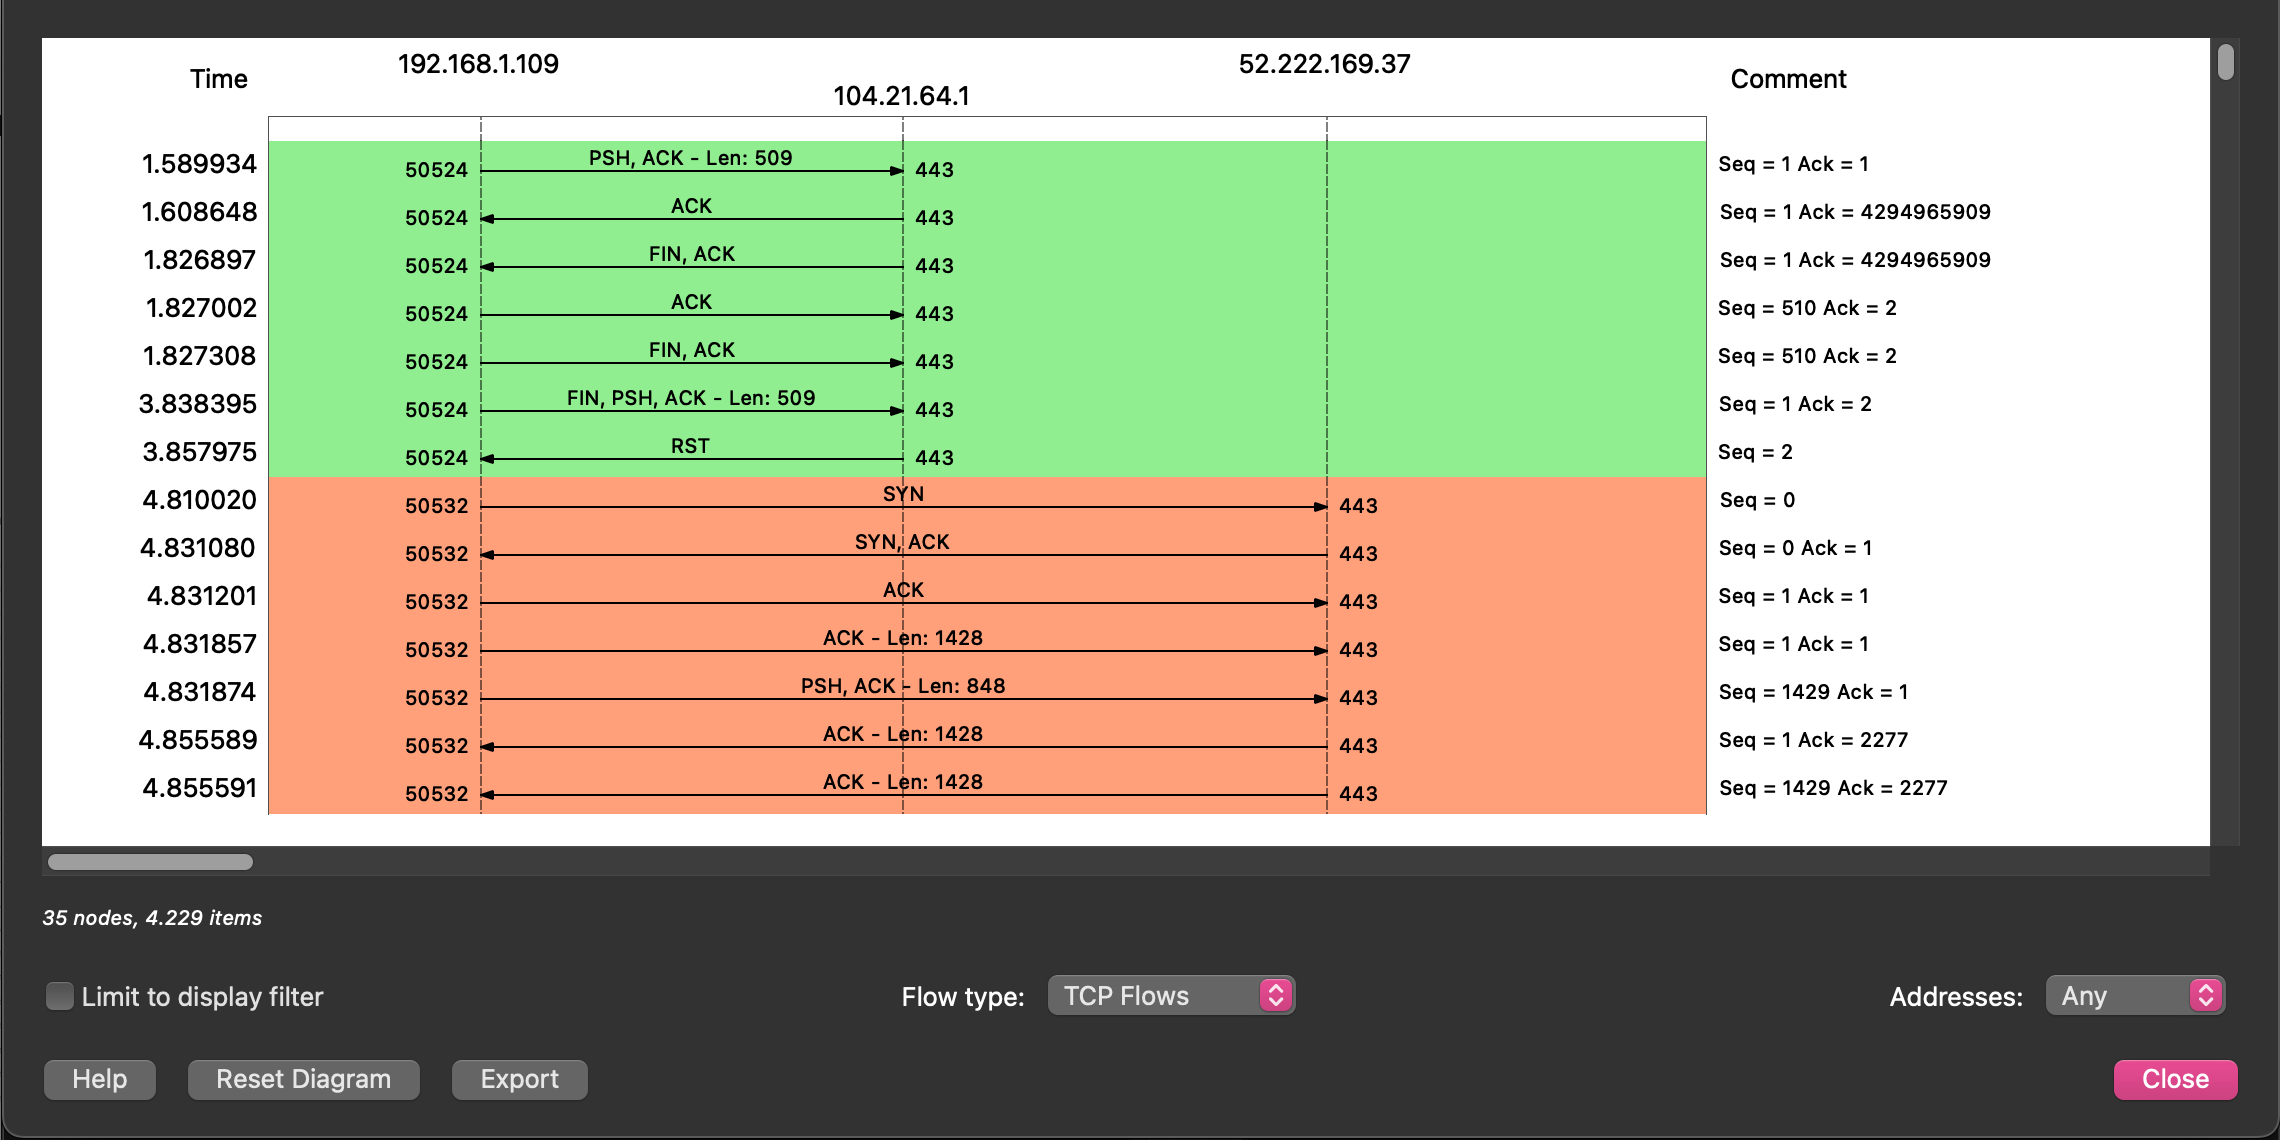 192.168.1.109 52.222.169.37
Time Comment
104.21.64.1
1.589934 50524 PSH, ACK - Len: 509 443 Seq = 1 Ack = 1
1.608648 50524 ACK 443 Seq = 1 Ack = 4294965909
1.826897 50524 FIN, ACK 443 Seq = 1 Ack = 4294965909
1.827002 50524 ACK 443 Seq = 510 Ack = 2
1.827308 50524 FIN, ACK 443 Seq = 510 Ack = 2
3.838395 50524 FIN, PSH, ACK - Len: 509 443 Seq = 1 Ack = 2
3.857975 50524 RST 443 Seq = 2
4.810020 50532 SYN 443 Seq = 0
4.831080 50532 SYN, ACK 443 Seq = 0 Ack = 1
4.831201 50532 ACK 443 Seq = 1 Ack = 1
4.831857 50532 ACK - Len: 1428 443 Seq = 1 Ack = 1
4.831874 50532 PSH, ACK - Len: 848 443 Seq = 1429 Ack = 1
4.855589 50532 ACK - Len: 1428 443 Seq = 1 Ack = 2277
4.855591 50532 ACK - Len: 1428 443 Seq = 1429 Ack = 2277
35 nodes, 4.229 items
Limit to display filter Flow type: TCP Flows Addresses: Any
Help Reset Diagram Export Close